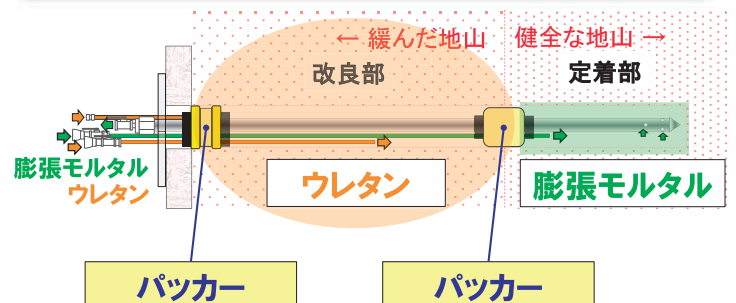 ← 緩んだ地山
健全な地山 →
改良部
定着部
膨張モルタル
ウレタン
ウレタン
膨張モルタル
パッカー
パッカー